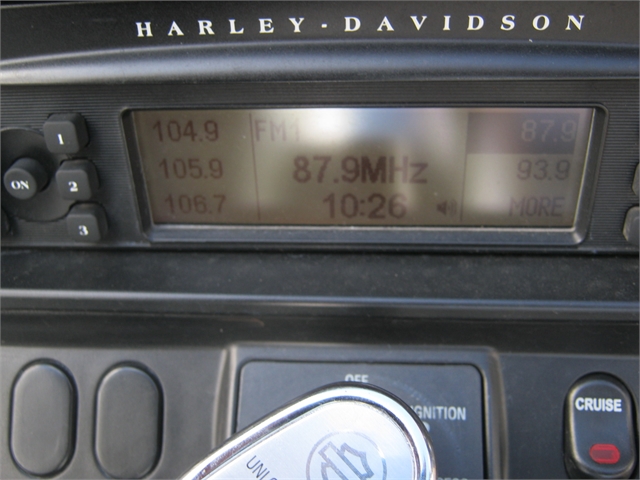 HARLEY-DAVIDSON
104.9 FM1 87.9
105.9 87.9MHz 93.9
106.7 10:26 MORE
1
ON
2
3
OFF
IGNITION
CRUISE